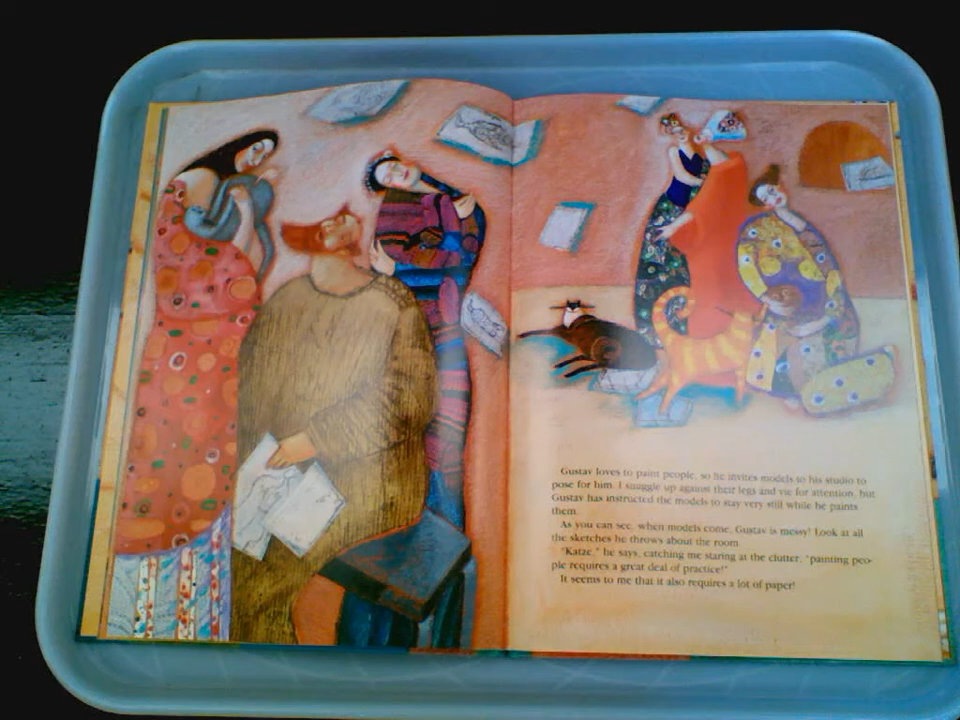 Gustav loves to paint people, so he invites models to his studio to
pose for him. I snuggle up against their legs and vie for attention, but
Gustav has instructed the models to stay very still while he paints
them.
As you can see, when models come, Gustav is messy! Look at all
the sketches he throws about the room.
"Katze," he says, catching me staring at the clutter, "painting peo-
ple requires a great deal of practice!"
It seems to me that it also requires a lot of paper!